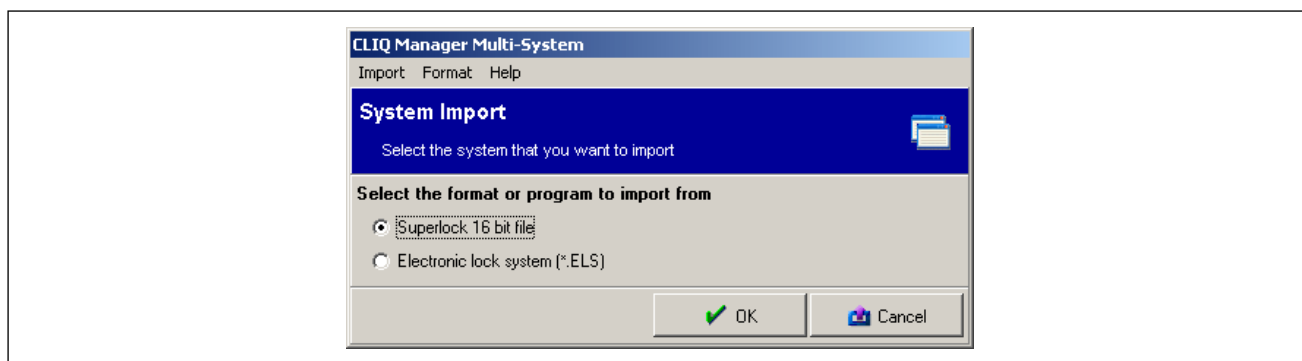 CLIQ Manager Multi-System
Import Format Help
System Import
Select the system that you want to import
Select the format or program to import from
Superlock 16 bit file
Electronic lock system (*.ELS)
OK Cancel